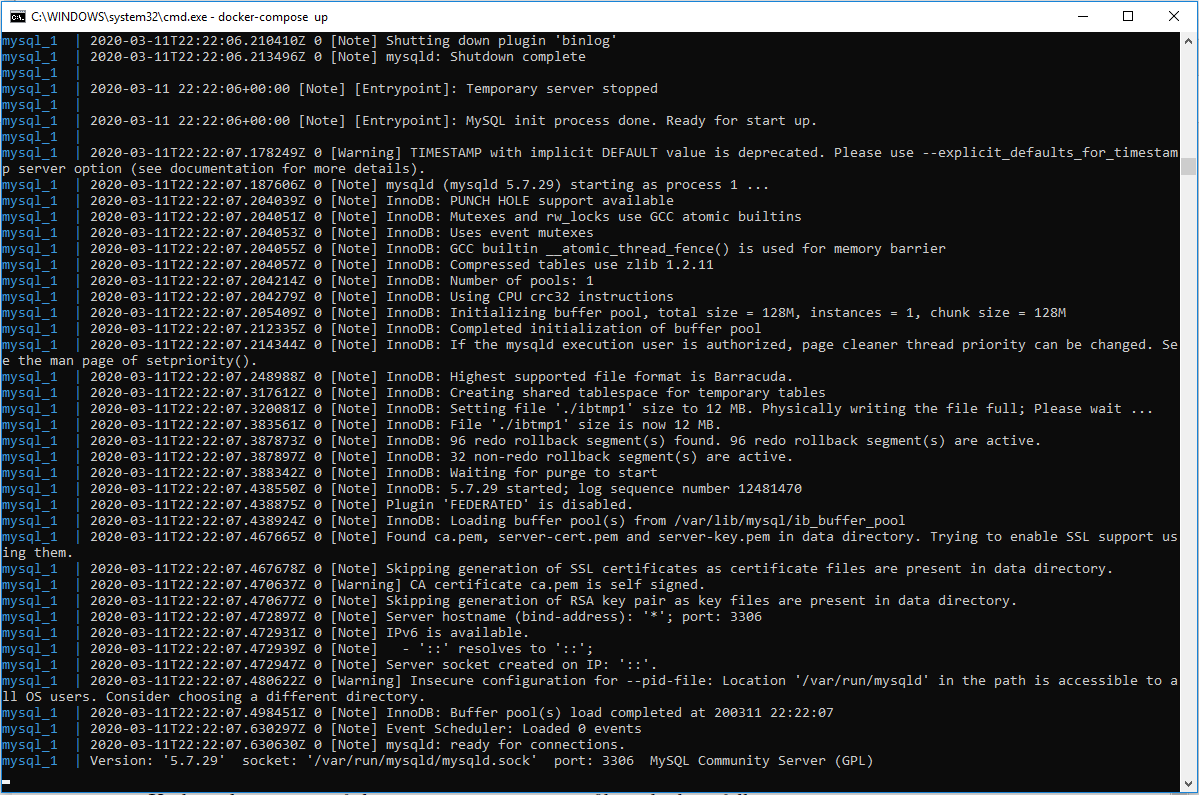 C:\WINDOWS\system32\cmd.exe - docker-compose up
mysql_1  | 2020-03-11T22:22:06.210410Z 0 [Note] Shutting down plugin 'binlog'
mysql_1  | 2020-03-11T22:22:06.213496Z 0 [Note] mysqld: Shutdown complete
mysql_1  |
mysql_1  | 2020-03-11 22:22:06+00:00 [Note] [Entrypoint]: Temporary server stopped
mysql_1  |
mysql_1  | 2020-03-11 22:22:06+00:00 [Note] [Entrypoint]: MySQL init process done. Ready for start up.
mysql_1  |
mysql_1  | 2020-03-11T22:22:07.178249Z 0 [Warning] TIMESTAMP with implicit DEFAULT value is deprecated. Please use --explicit_defaults_for_timestam
p server option (see documentation for more details).
mysql_1  | 2020-03-11T22:22:07.187606Z 0 [Note] mysqld (mysqld 5.7.29) starting as process 1 ...
mysql_1  | 2020-03-11T22:22:07.204039Z 0 [Note] InnoDB: PUNCH HOLE support available
mysql_1  | 2020-03-11T22:22:07.204051Z 0 [Note] InnoDB: Mutexes and rw_locks use GCC atomic builtins
mysql_1  | 2020-03-11T22:22:07.204053Z 0 [Note] InnoDB: Uses event mutexes
mysql_1  | 2020-03-11T22:22:07.204055Z 0 [Note] InnoDB: GCC builtin __atomic_thread_fence() is used for memory barrier
mysql_1  | 2020-03-11T22:22:07.204057Z 0 [Note] InnoDB: Compressed tables use zlib 1.2.11
mysql_1  | 2020-03-11T22:22:07.204214Z 0 [Note] InnoDB: Number of pools: 1
mysql_1  | 2020-03-11T22:22:07.204279Z 0 [Note] InnoDB: Using CPU crc32 instructions
mysql_1  | 2020-03-11T22:22:07.205409Z 0 [Note] InnoDB: Initializing buffer pool, total size = 128M, instances = 1, chunk size = 128M
mysql_1  | 2020-03-11T22:22:07.212335Z 0 [Note] InnoDB: Completed initialization of buffer pool
mysql_1  | 2020-03-11T22:22:07.214344Z 0 [Note] InnoDB: If the mysqld execution user is authorized, page cleaner thread priority can be changed. Se
e the man page of setpriority().
mysql_1  | 2020-03-11T22:22:07.248988Z 0 [Note] InnoDB: Highest supported file format is Barracuda.
mysql_1  | 2020-03-11T22:22:07.317612Z 0 [Note] InnoDB: Creating shared tablespace for temporary tables
mysql_1  | 2020-03-11T22:22:07.320081Z 0 [Note] InnoDB: Setting file './ibtmp1' size to 12 MB. Physically writing the file full; Please wait ...
mysql_1  | 2020-03-11T22:22:07.383561Z 0 [Note] InnoDB: File './ibtmp1' size is now 12 MB.
mysql_1  | 2020-03-11T22:22:07.387873Z 0 [Note] InnoDB: 96 redo rollback segment(s) found. 96 redo rollback segment(s) are active.
mysql_1  | 2020-03-11T22:22:07.387897Z 0 [Note] InnoDB: 32 non-redo rollback segment(s) are active.
mysql_1  | 2020-03-11T22:22:07.388342Z 0 [Note] InnoDB: Waiting for purge to start
mysql_1  | 2020-03-11T22:22:07.438550Z 0 [Note] InnoDB: 5.7.29 started; log sequence number 12481470
mysql_1  | 2020-03-11T22:22:07.438875Z 0 [Note] Plugin 'FEDERATED' is disabled.
mysql_1  | 2020-03-11T22:22:07.438924Z 0 [Note] InnoDB: Loading buffer pool(s) from /var/lib/mysql/ib_buffer_pool
mysql_1  | 2020-03-11T22:22:07.467665Z 0 [Note] Found ca.pem, server-cert.pem and server-key.pem in data directory. Trying to enable SSL support us
ing them.
mysql_1  | 2020-03-11T22:22:07.467678Z 0 [Note] Skipping generation of SSL certificates as certificate files are present in data directory.
mysql_1  | 2020-03-11T22:22:07.470637Z 0 [Warning] CA certificate ca.pem is self signed.
mysql_1  | 2020-03-11T22:22:07.470677Z 0 [Note] Skipping generation of RSA key pair as key files are present in data directory.
mysql_1  | 2020-03-11T22:22:07.472897Z 0 [Note] Server hostname (bind-address): '*'; port: 3306
mysql_1  | 2020-03-11T22:22:07.472931Z 0 [Note] IPv6 is available.
mysql_1  | 2020-03-11T22:22:07.472939Z 0 [Note]   - '::' resolves to '::';
mysql_1  | 2020-03-11T22:22:07.472947Z 0 [Note] Server socket created on IP: '::'.
mysql_1  | 2020-03-11T22:22:07.480622Z 0 [Warning] Insecure configuration for --pid-file: Location '/var/run/mysqld' in the path is accessible to a
ll OS users. Consider choosing a different directory.
mysql_1  | 2020-03-11T22:22:07.498451Z 0 [Note] InnoDB: Buffer pool(s) load completed at 200311 22:22:07
mysql_1  | 2020-03-11T22:22:07.630297Z 0 [Note] Event Scheduler: Loaded 0 events
mysql_1  | 2020-03-11T22:22:07.630630Z 0 [Note] mysqld: ready for connections.
mysql_1  | Version: '5.7.29'  socket: '/var/run/mysqld/mysqld.sock'  port: 3306  MySQL Community Server (GPL)